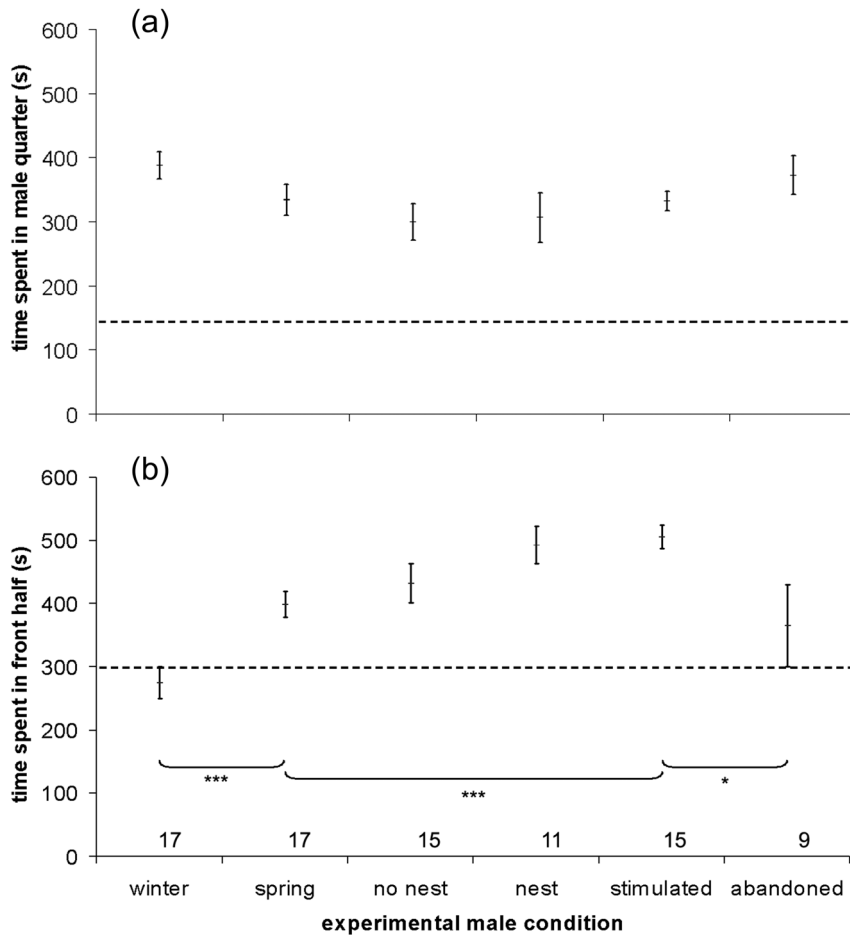 (a)
time spent in male quarter (s)
600
500
400
300
200
100
0
(b)
time spent in front half (s)
600
500
400
300
200
100
0
*** *
***
17 17 15 11 15 9
winter spring no nest nest stimulated abandoned
experimental male condition